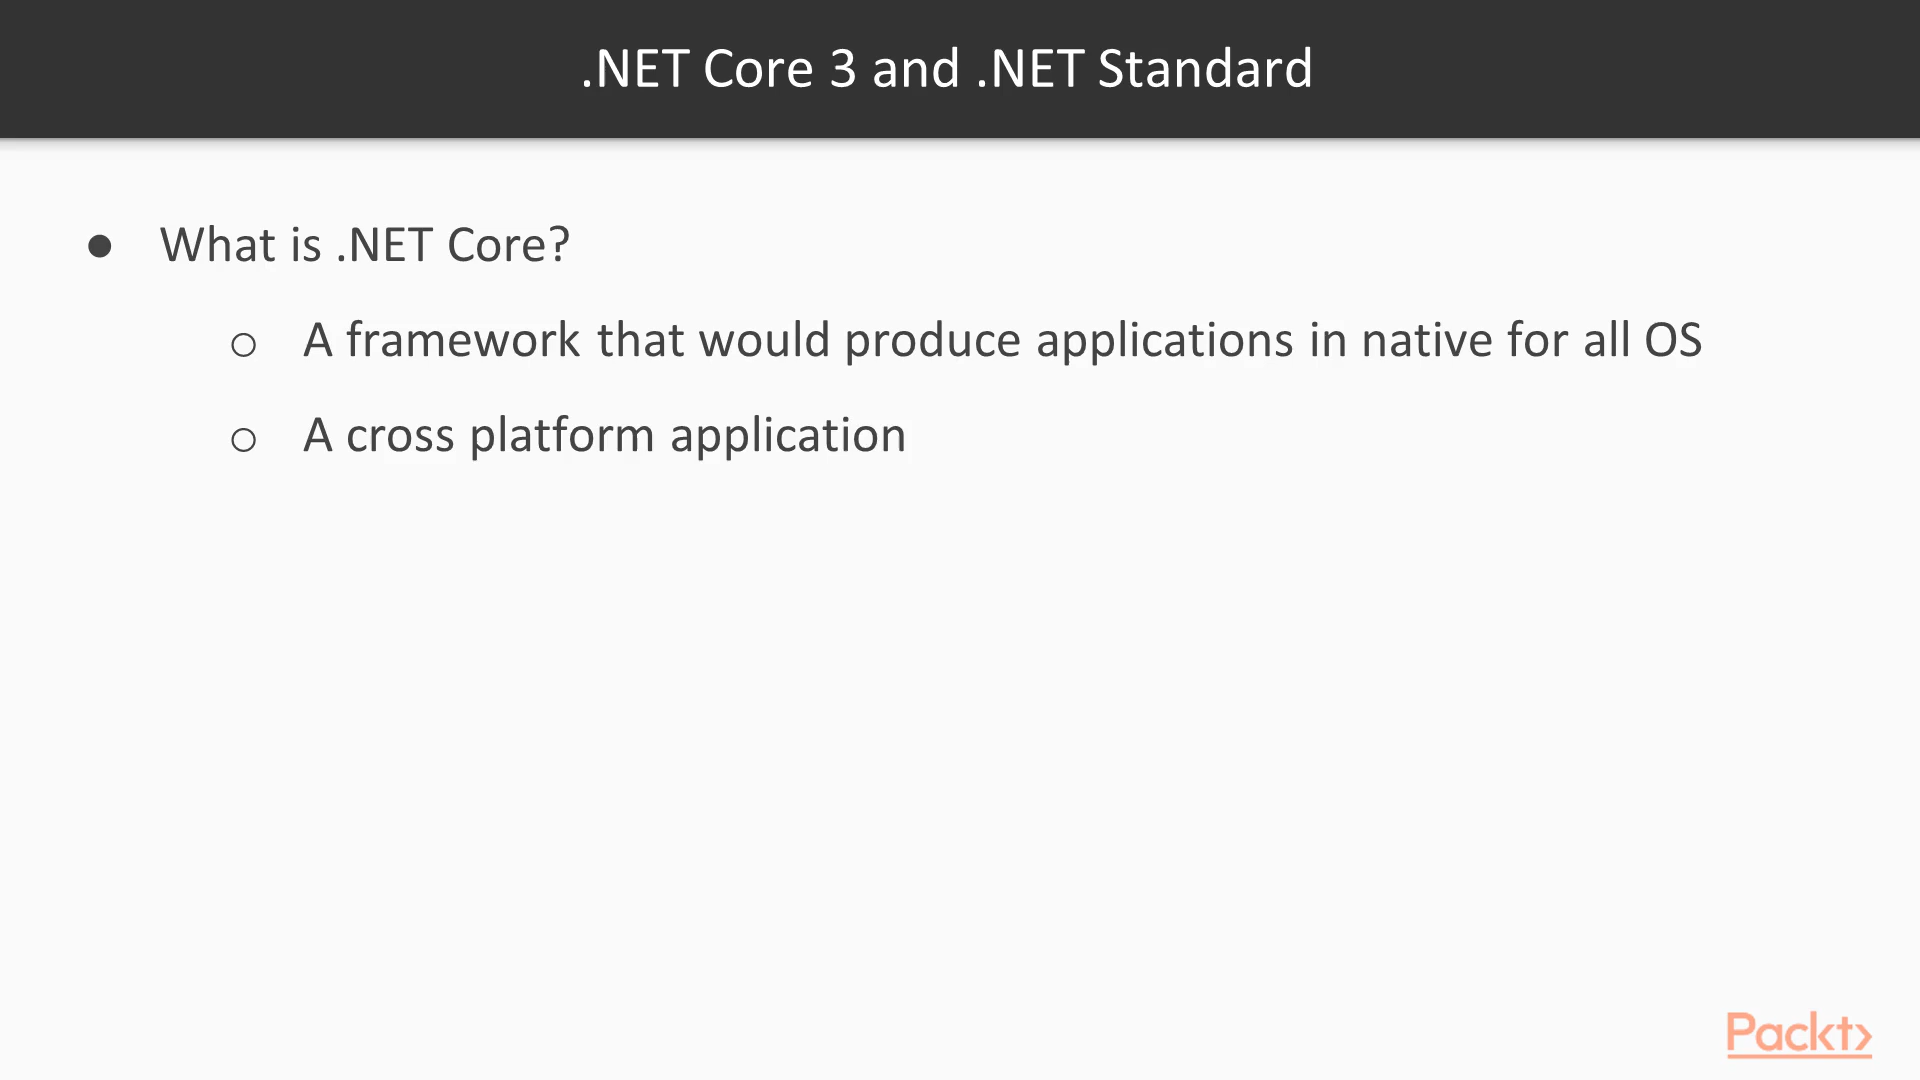 .NET Core 3 and .NET Standard
● What is .NET Core?
○ A framework that would produce applications in native for all OS
○ A cross platform application
Packt>